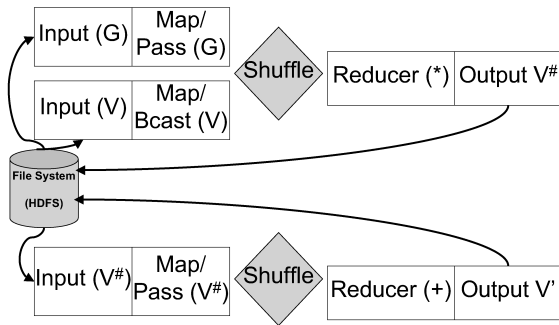 Input (G)
Map/
Pass (G)
Shuffle
Reducer (*)
Output V#
Input (V)
Map/
Bcast (V)
File System
(HDFS)
Input (V#)
Map/
Pass (V#)
Shuffle
Reducer (+)
Output V'